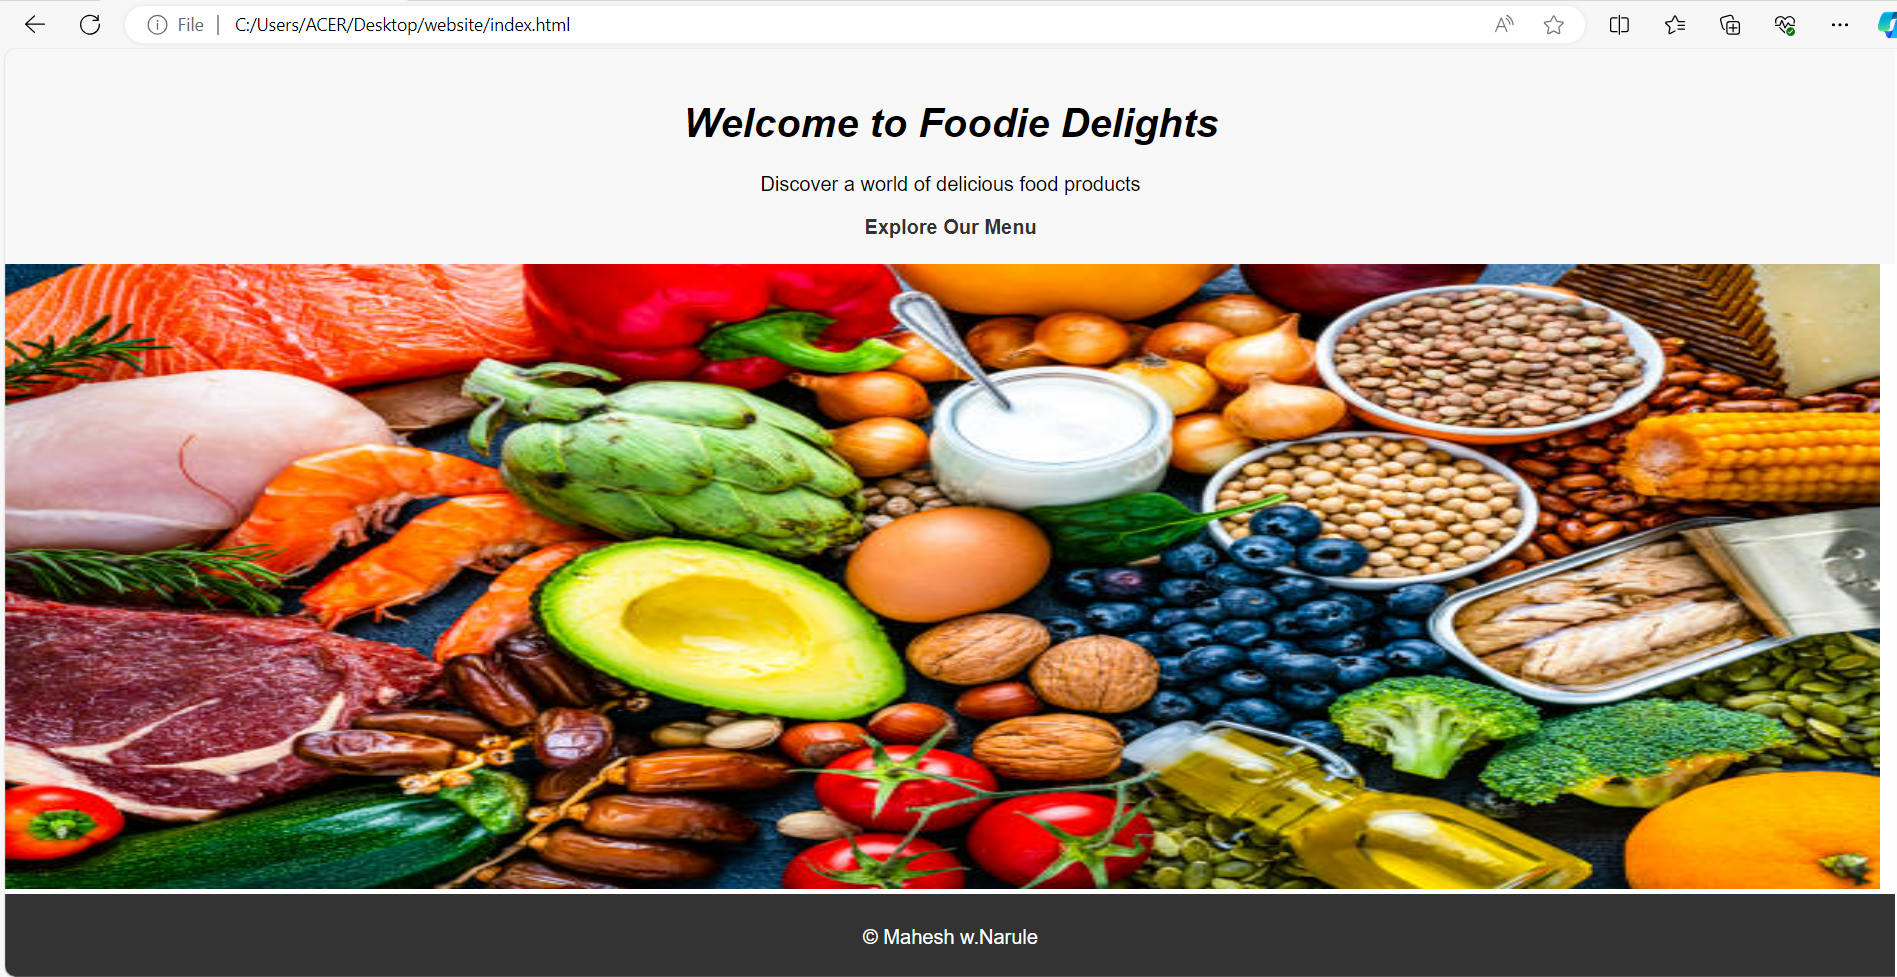 File | C:/Users/ACER/Desktop/website/index.html
Welcome to Foodie Delights
Discover a world of delicious food products
Explore Our Menu
© Mahesh w.Narule